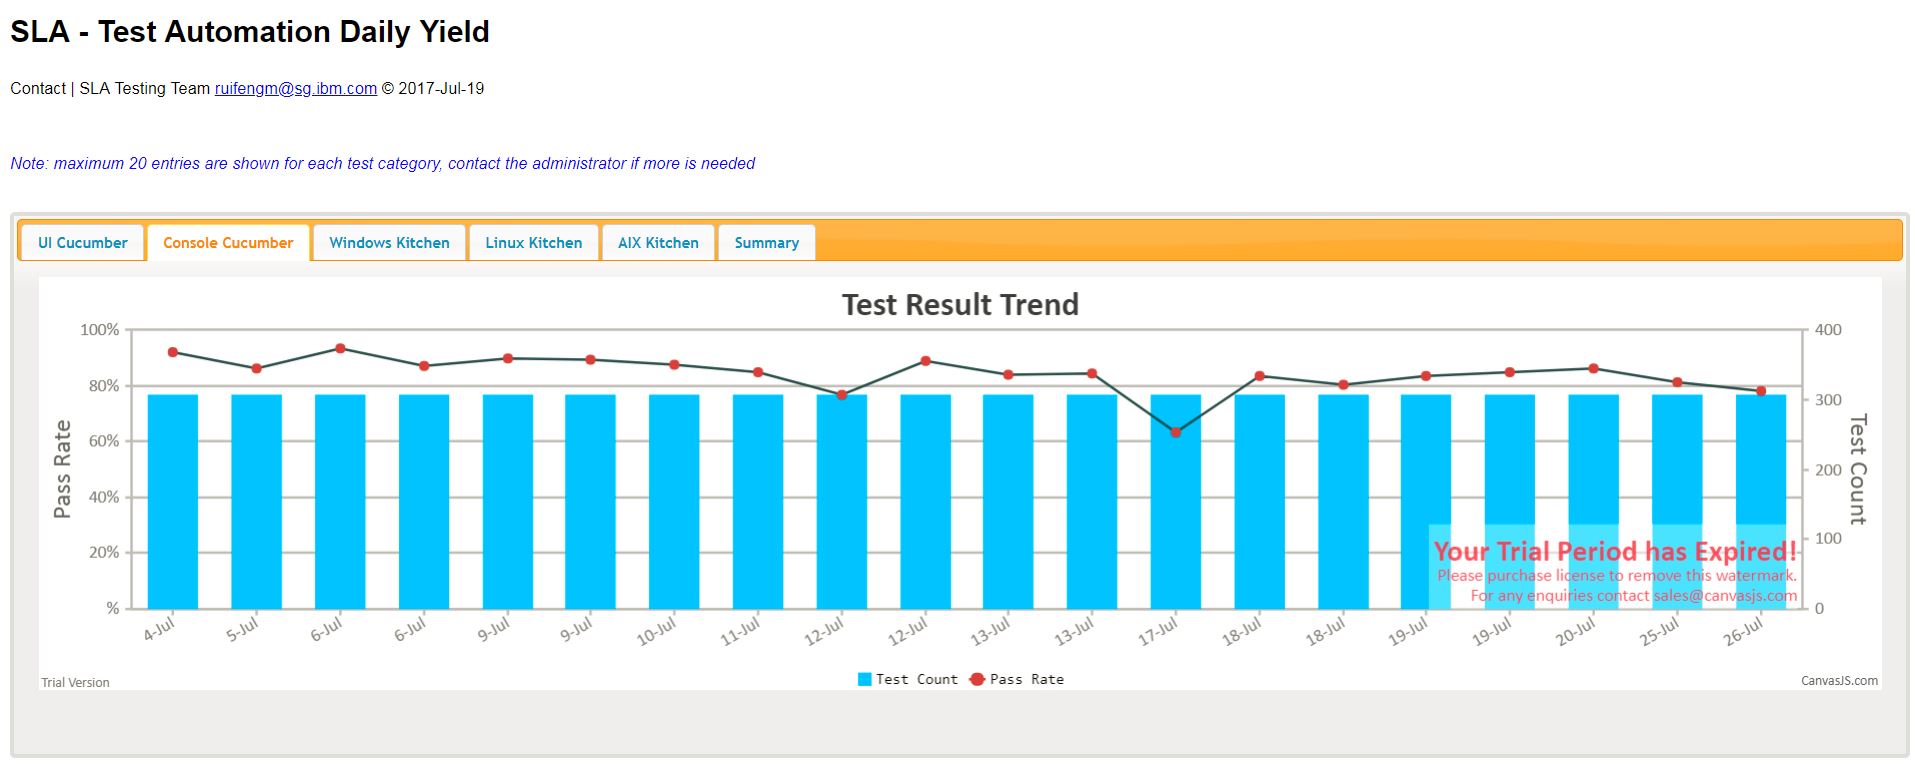 SLA - Test Automation Daily Yield
Contact | SLA Testing Team ruifengm@sg.ibm.com © 2017-Jul-19
Note: maximum 20 entries are shown for each test category, contact the administrator if more is needed
UI Cucumber Console Cucumber Windows Kitchen Linux Kitchen AIX Kitchen Summary
Test Result Trend
100%
80%
60%
40%
20%
%
Pass Rate
400
300
200
100
0
Test Count
Your Trial Period has Expired!
Please purchase license to remove this watermark.
For any enquiries contact sales@canvasjs.com
4-Jul 5-Jul 6-Jul 6-Jul 9-Jul 9-Jul 10-Jul 11-Jul 12-Jul 12-Jul 13-Jul 13-Jul 17-Jul 18-Jul 18-Jul 19-Jul 19-Jul 20-Jul 25-Jul 26-Jul
Test Count Pass Rate
Trial Version
CanvasJS.com